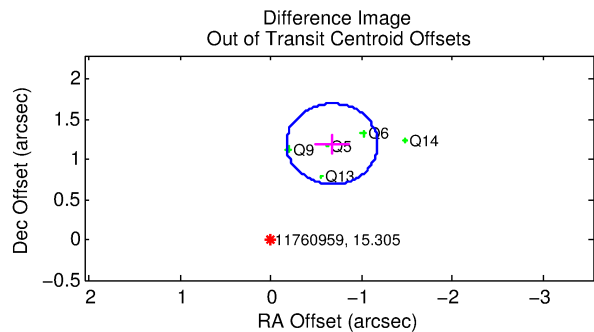 Difference Image
Out of Transit Centroid Offsets
Dec Offset (arcsec)
2
1.5
1
0.5
0
−0.5
Q6
Q14
Q9
Q5
Q13
11760959, 15.305
2 1 0 −1 −2 −3
RA Offset (arcsec)